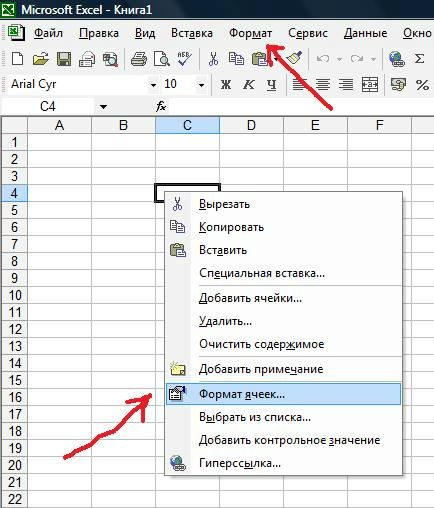 Microsoft Excel - Книга1
Файл Правка Вид Вставка Формат Сервис Данные Окно
Arial Cyr 10 Ж К Ч
C4 fx
A B C D E F
1
2
3
4
5
6
7
8
9
10
11
12
13
14
15
16
17
18
19
20
21
22
Вырезать
Копировать
Вставить
Специальная вставка...
Добавить ячейки...
Удалить...
Очистить содержимое
Добавить примечание
Формат ячеек...
Выбрать из списка...
Добавить контрольное значение
Гиперссылка...